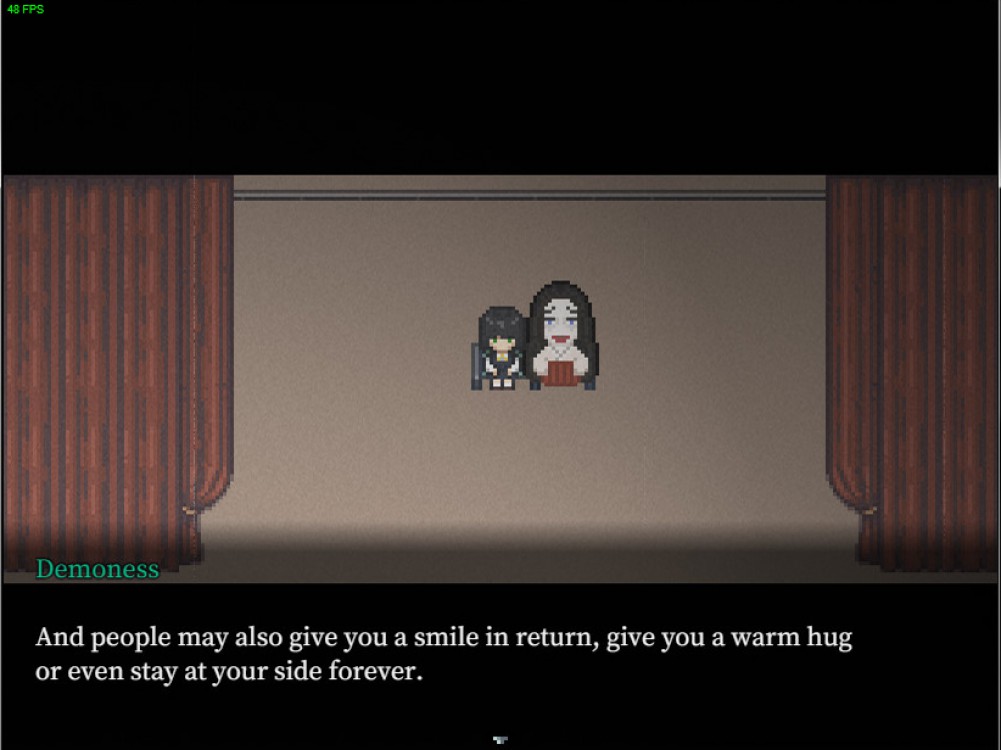 48 FPS
Demoness
And people may also give you a smile in return, give you a warm hug
or even stay at your side forever.